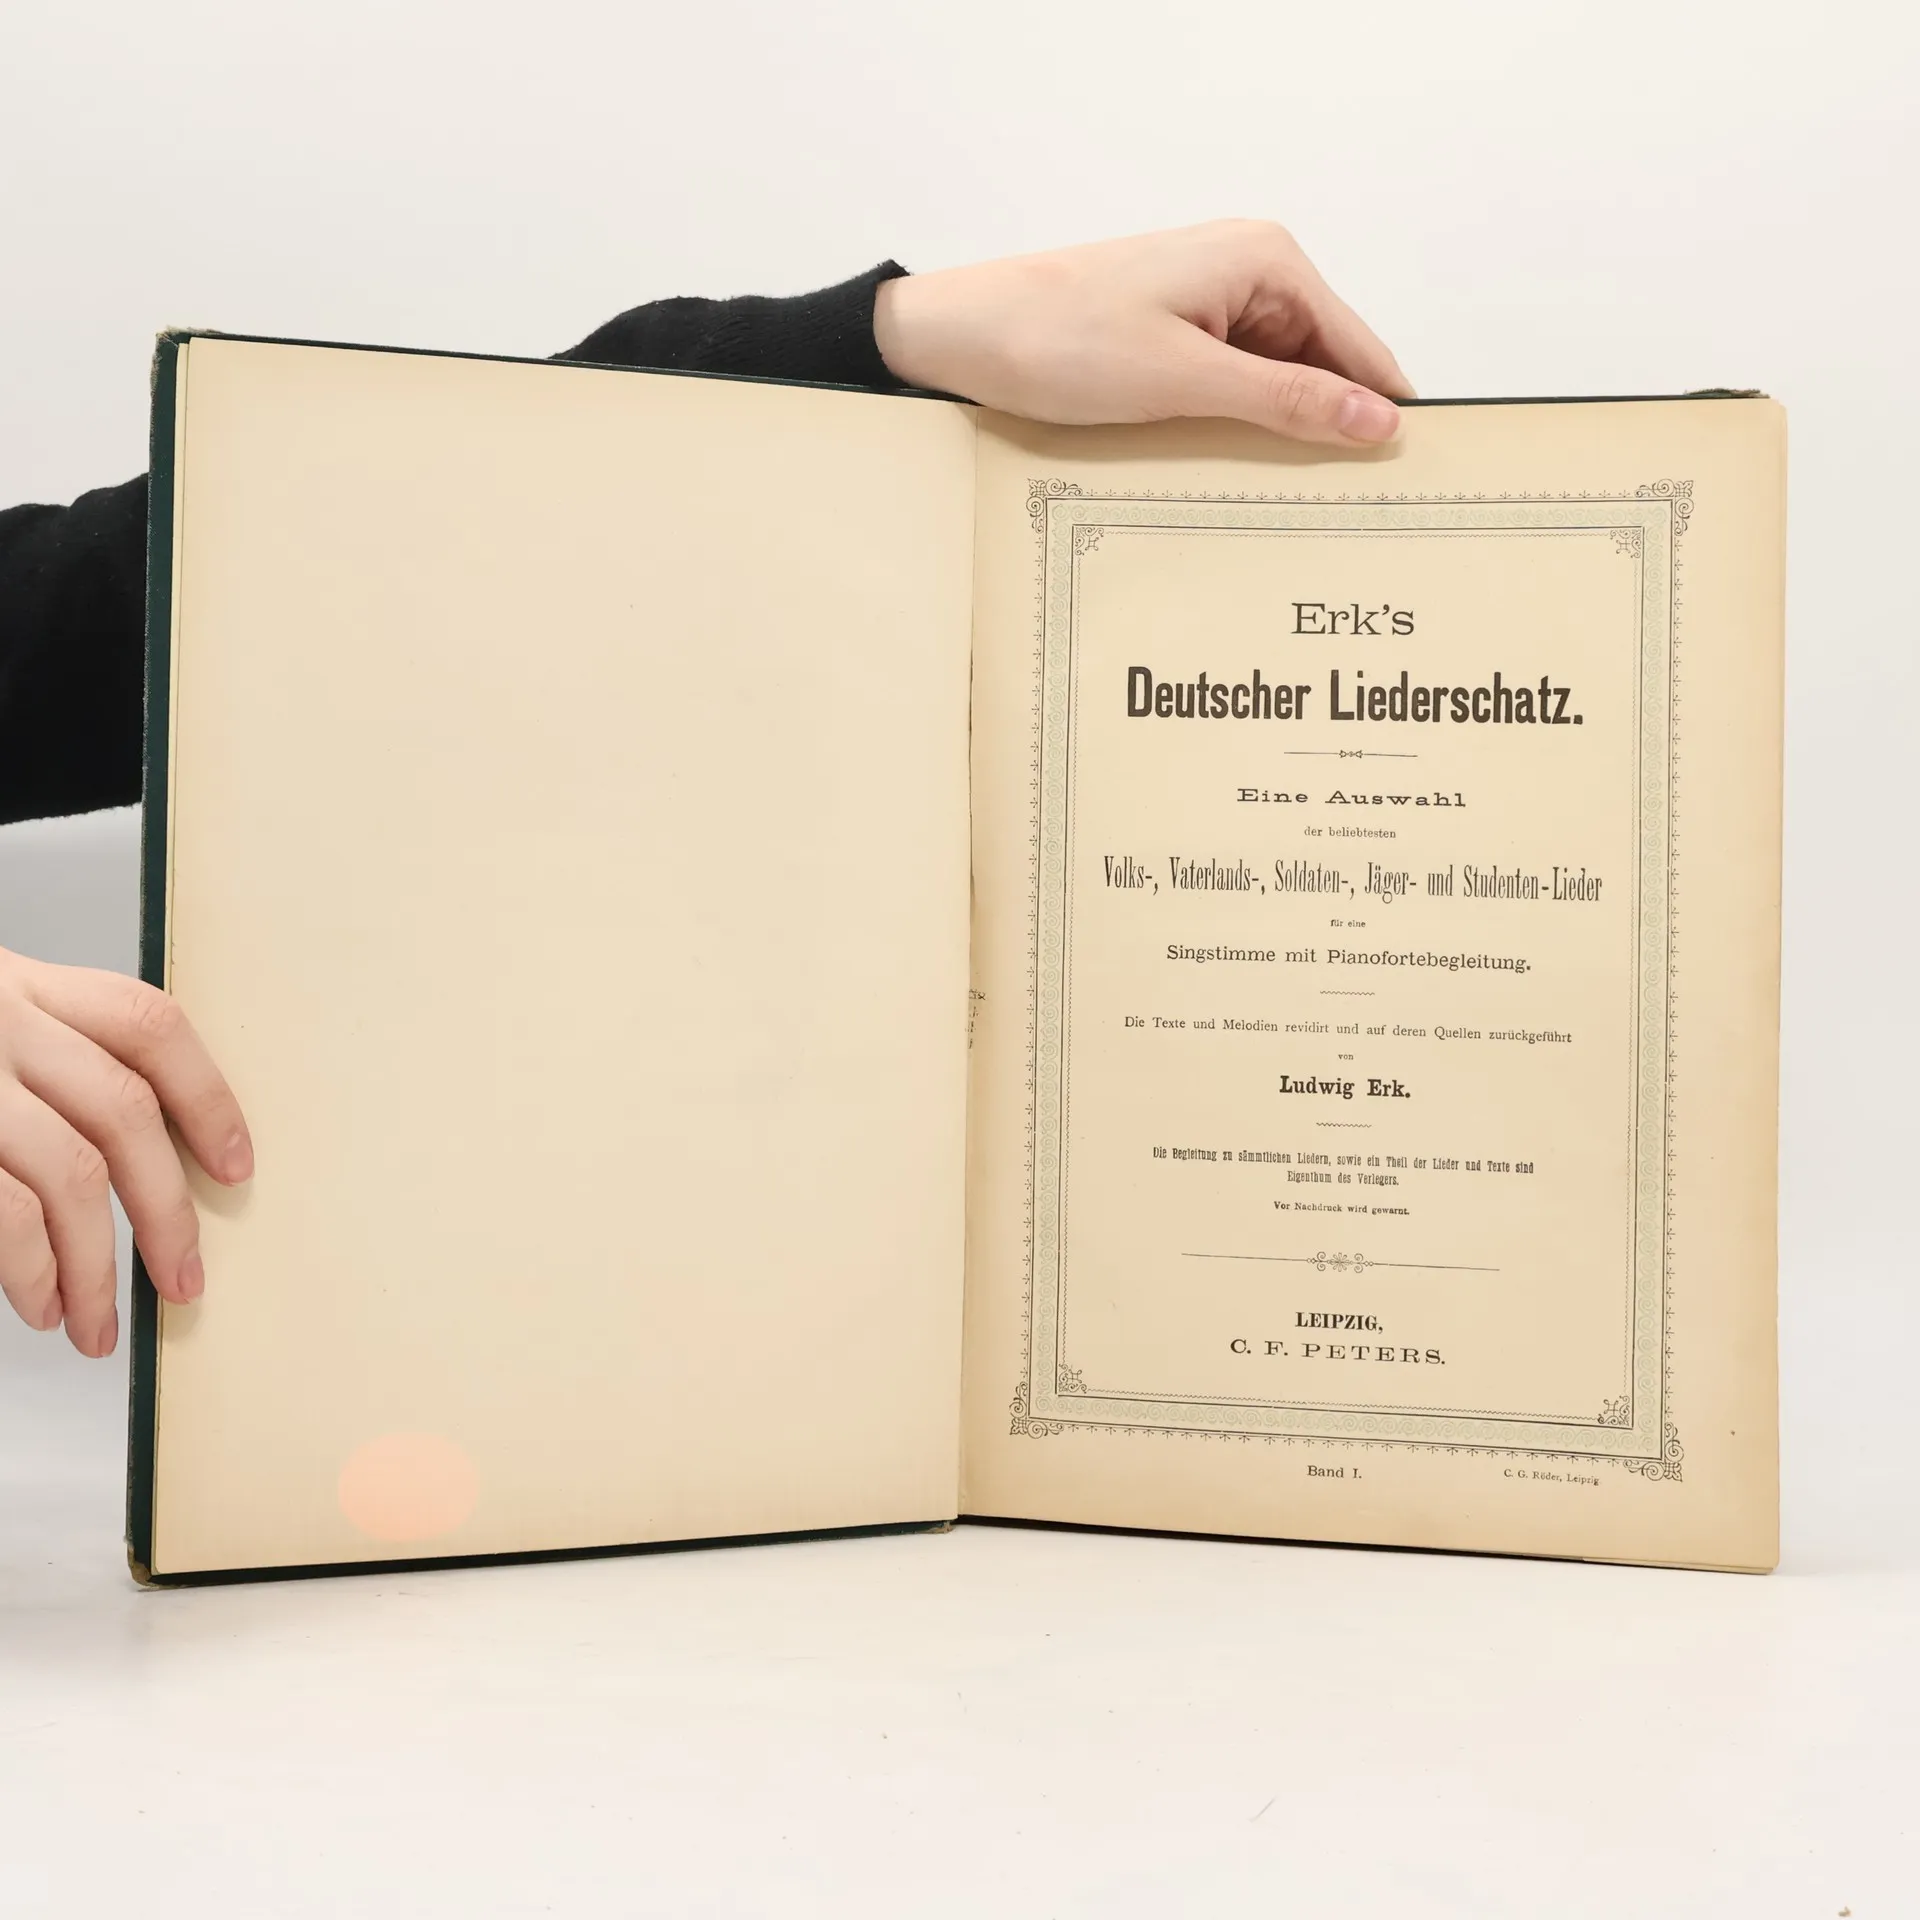 Erk's
Deutscher Liederschatz.
Eine Auswahl
der beliebtesten
Volks-, Vaterlands-, Soldaten-, Jäger- und Studenten-Lieder
für eine
Singstimme mit Pianofortebegleitung.
Die Texte und Melodien revidirt und auf deren Quellen zurückgeführt
von
Ludwig Erk.
Die Begleitung zu sämmtlichen Liedern, sowie ein Theil der Lieder und Texte sind
Eigenthum des Verlegers.
Vor Nachdruck wird gewarnt.
LEIPZIG,
C. F. PETERS.
Band I.
C. G. Röder, Leipzig.